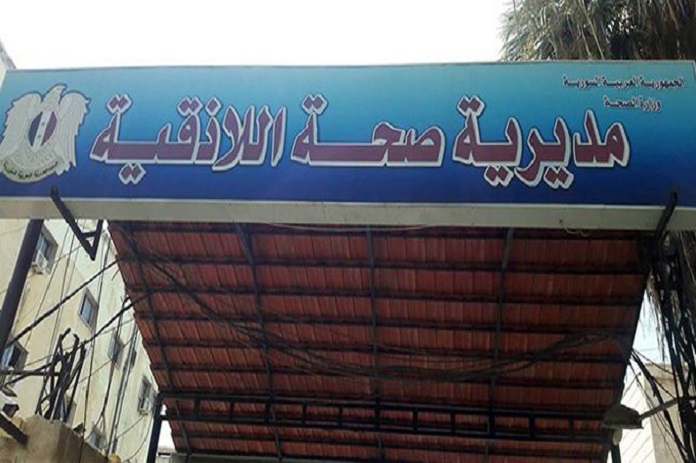 الجمهورية العربية السورية
وزارة الصحة
مديرية صحة اللاذقية